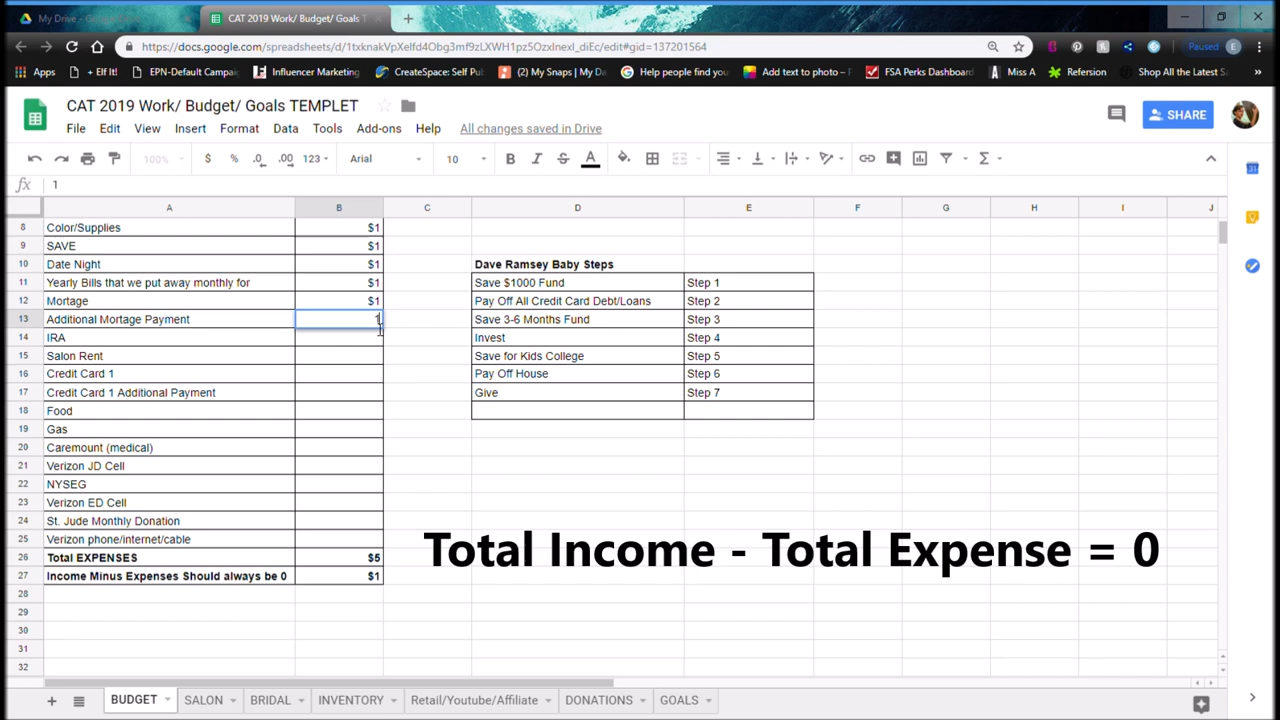 My Drive - Go
CAT 2019 Work/ Budget/ Goals T
https://docs.google.com/spreadsheets/d/1txknakVpXelfd4Obg3mf9zLXWH1pz5OzxlnexI_diEc/edit#gid=137201564
Paused E
Apps + Elf It! EPN-Default Campai Influencer Marketing CreateSpace: Self Pu (2) My Snaps | My Da Help people find you Add text to photo – F FSA Perks Dashboard Miss A Refersion Shop All the Latest S »
CAT 2019 Work/ Budget/ Goals TEMPLET
SHARE
File Edit View Insert Format Data Tools Add-ons Help All changes saved in Drive
100% $ % .0 .00 123 Arial 10 B I S A Σ
fx 1
A B C D E F G H I J
8 Color/Supplies $1
9 SAVE $1
10 Date Night $1 Dave Ramsey Baby Steps
11 Yearly Bills that we put away monthly for $1 Save $1000 Fund Step 1
12 Mortage $1 Pay Off All Credit Card Debt/Loans Step 2
13 Additional Mortage Payment 1 Save 3-6 Months Fund Step 3
14 IRA Invest Step 4
15 Salon Rent Save for Kids College Step 5
16 Credit Card 1 Pay Off House Step 6
17 Credit Card 1 Additional Payment Give Step 7
18 Food
19 Gas
20 Caremount (medical)
21 Verizon JD Cell
22 NYSEG
23 Verizon ED Cell
24 St. Jude Monthly Donation
25 Verizon phone/internet/cable
26 Total EXPENSES $5
27 Income Minus Expenses Should always be 0 $1
28
29
30
31
32
Total Income - Total Expense = 0
BUDGET SALON BRIDAL INVENTORY Retail/Youtube/Affiliate DONATIONS GOALS